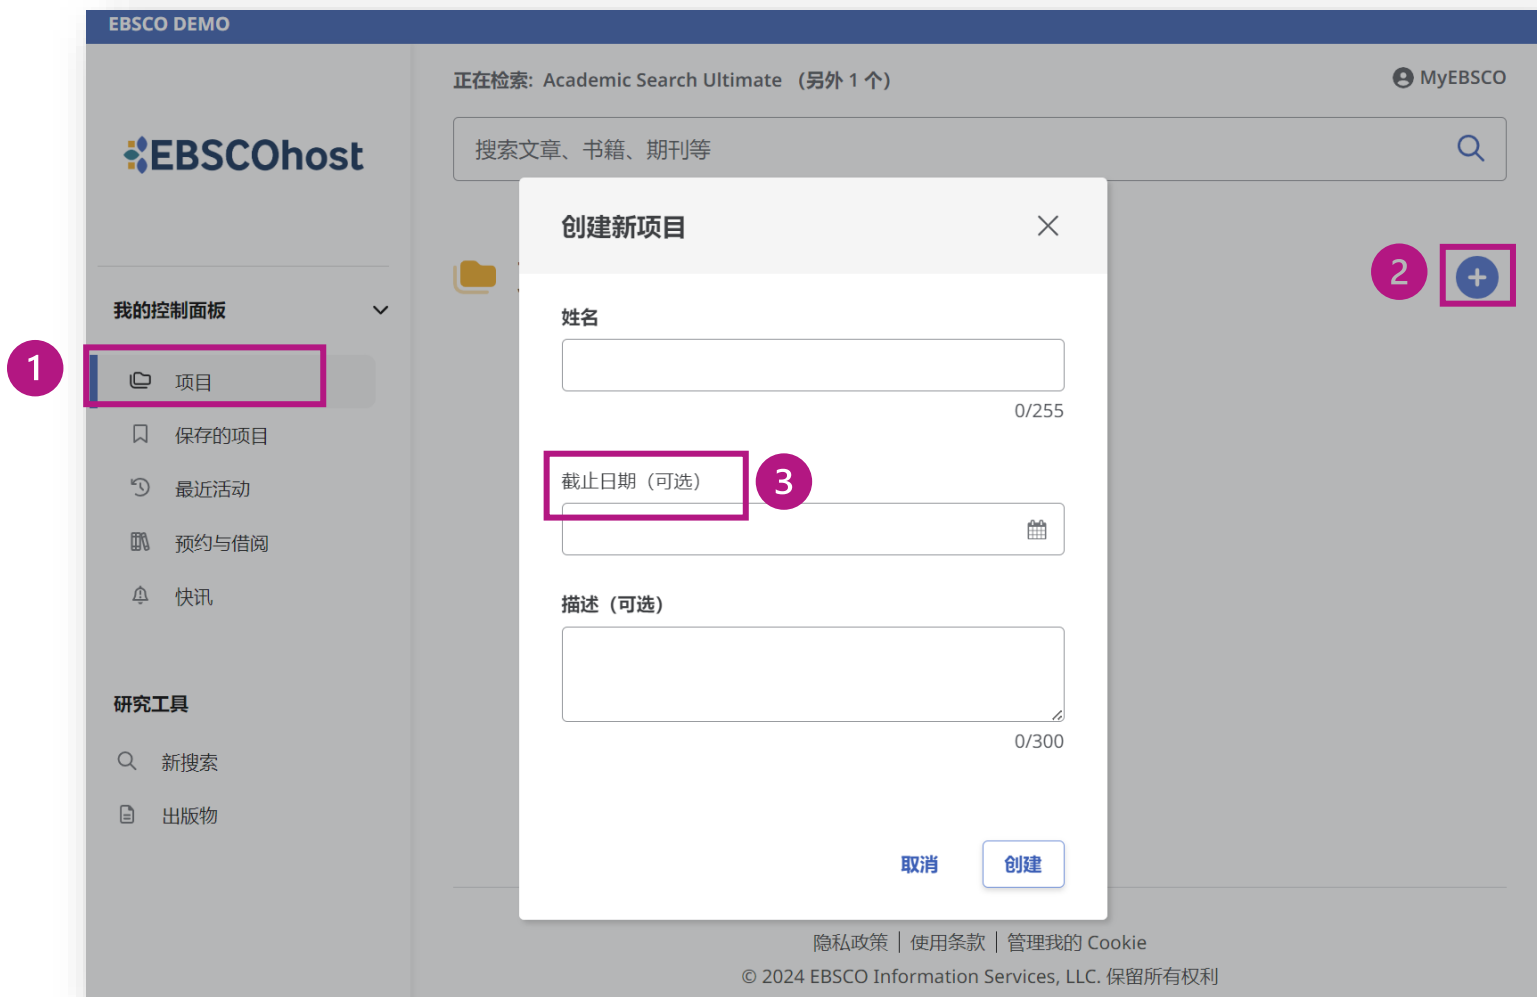 EBSCO DEMO
正在检索: Academic Search Ultimate （另外 1 个）
MyEBSCO
EBSCOhost
搜索文章、书籍、期刊等
创建新项目
2
我的控制面板
姓名
1
项目
0/255
保存的项目
截止日期（可选）
3
最近活动
预约与借阅
快讯
描述（可选）
研究工具
0/300
新搜索
出版物
取消
创建
隐私政策 | 使用条款 | 管理我的 Cookie
© 2024 EBSCO Information Services, LLC. 保留所有权利